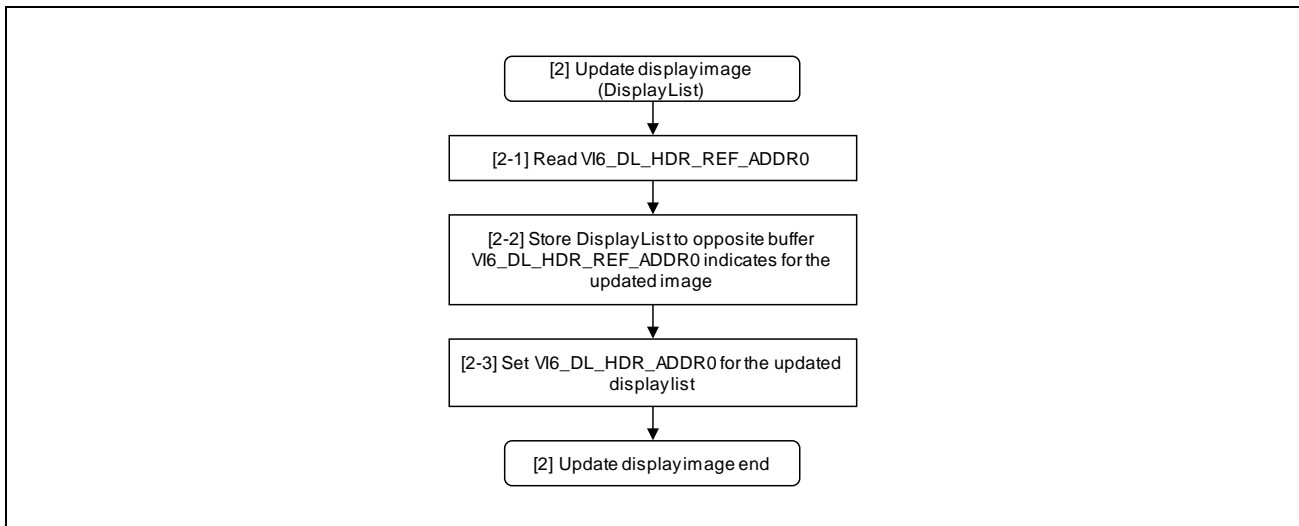 [2] Update displayimage
(DisplayList)
[2-1] Read VI6_DL_HDR_REF_ADDR0
[2-2] Store DisplayList to opposite buffer
VI6_DL_HDR_REF_ADDR0 indicates for the
updated image
[2-3] Set VI6_DL_HDR_ADDR0 for the updated
displaylist
[2] Update displayimage end